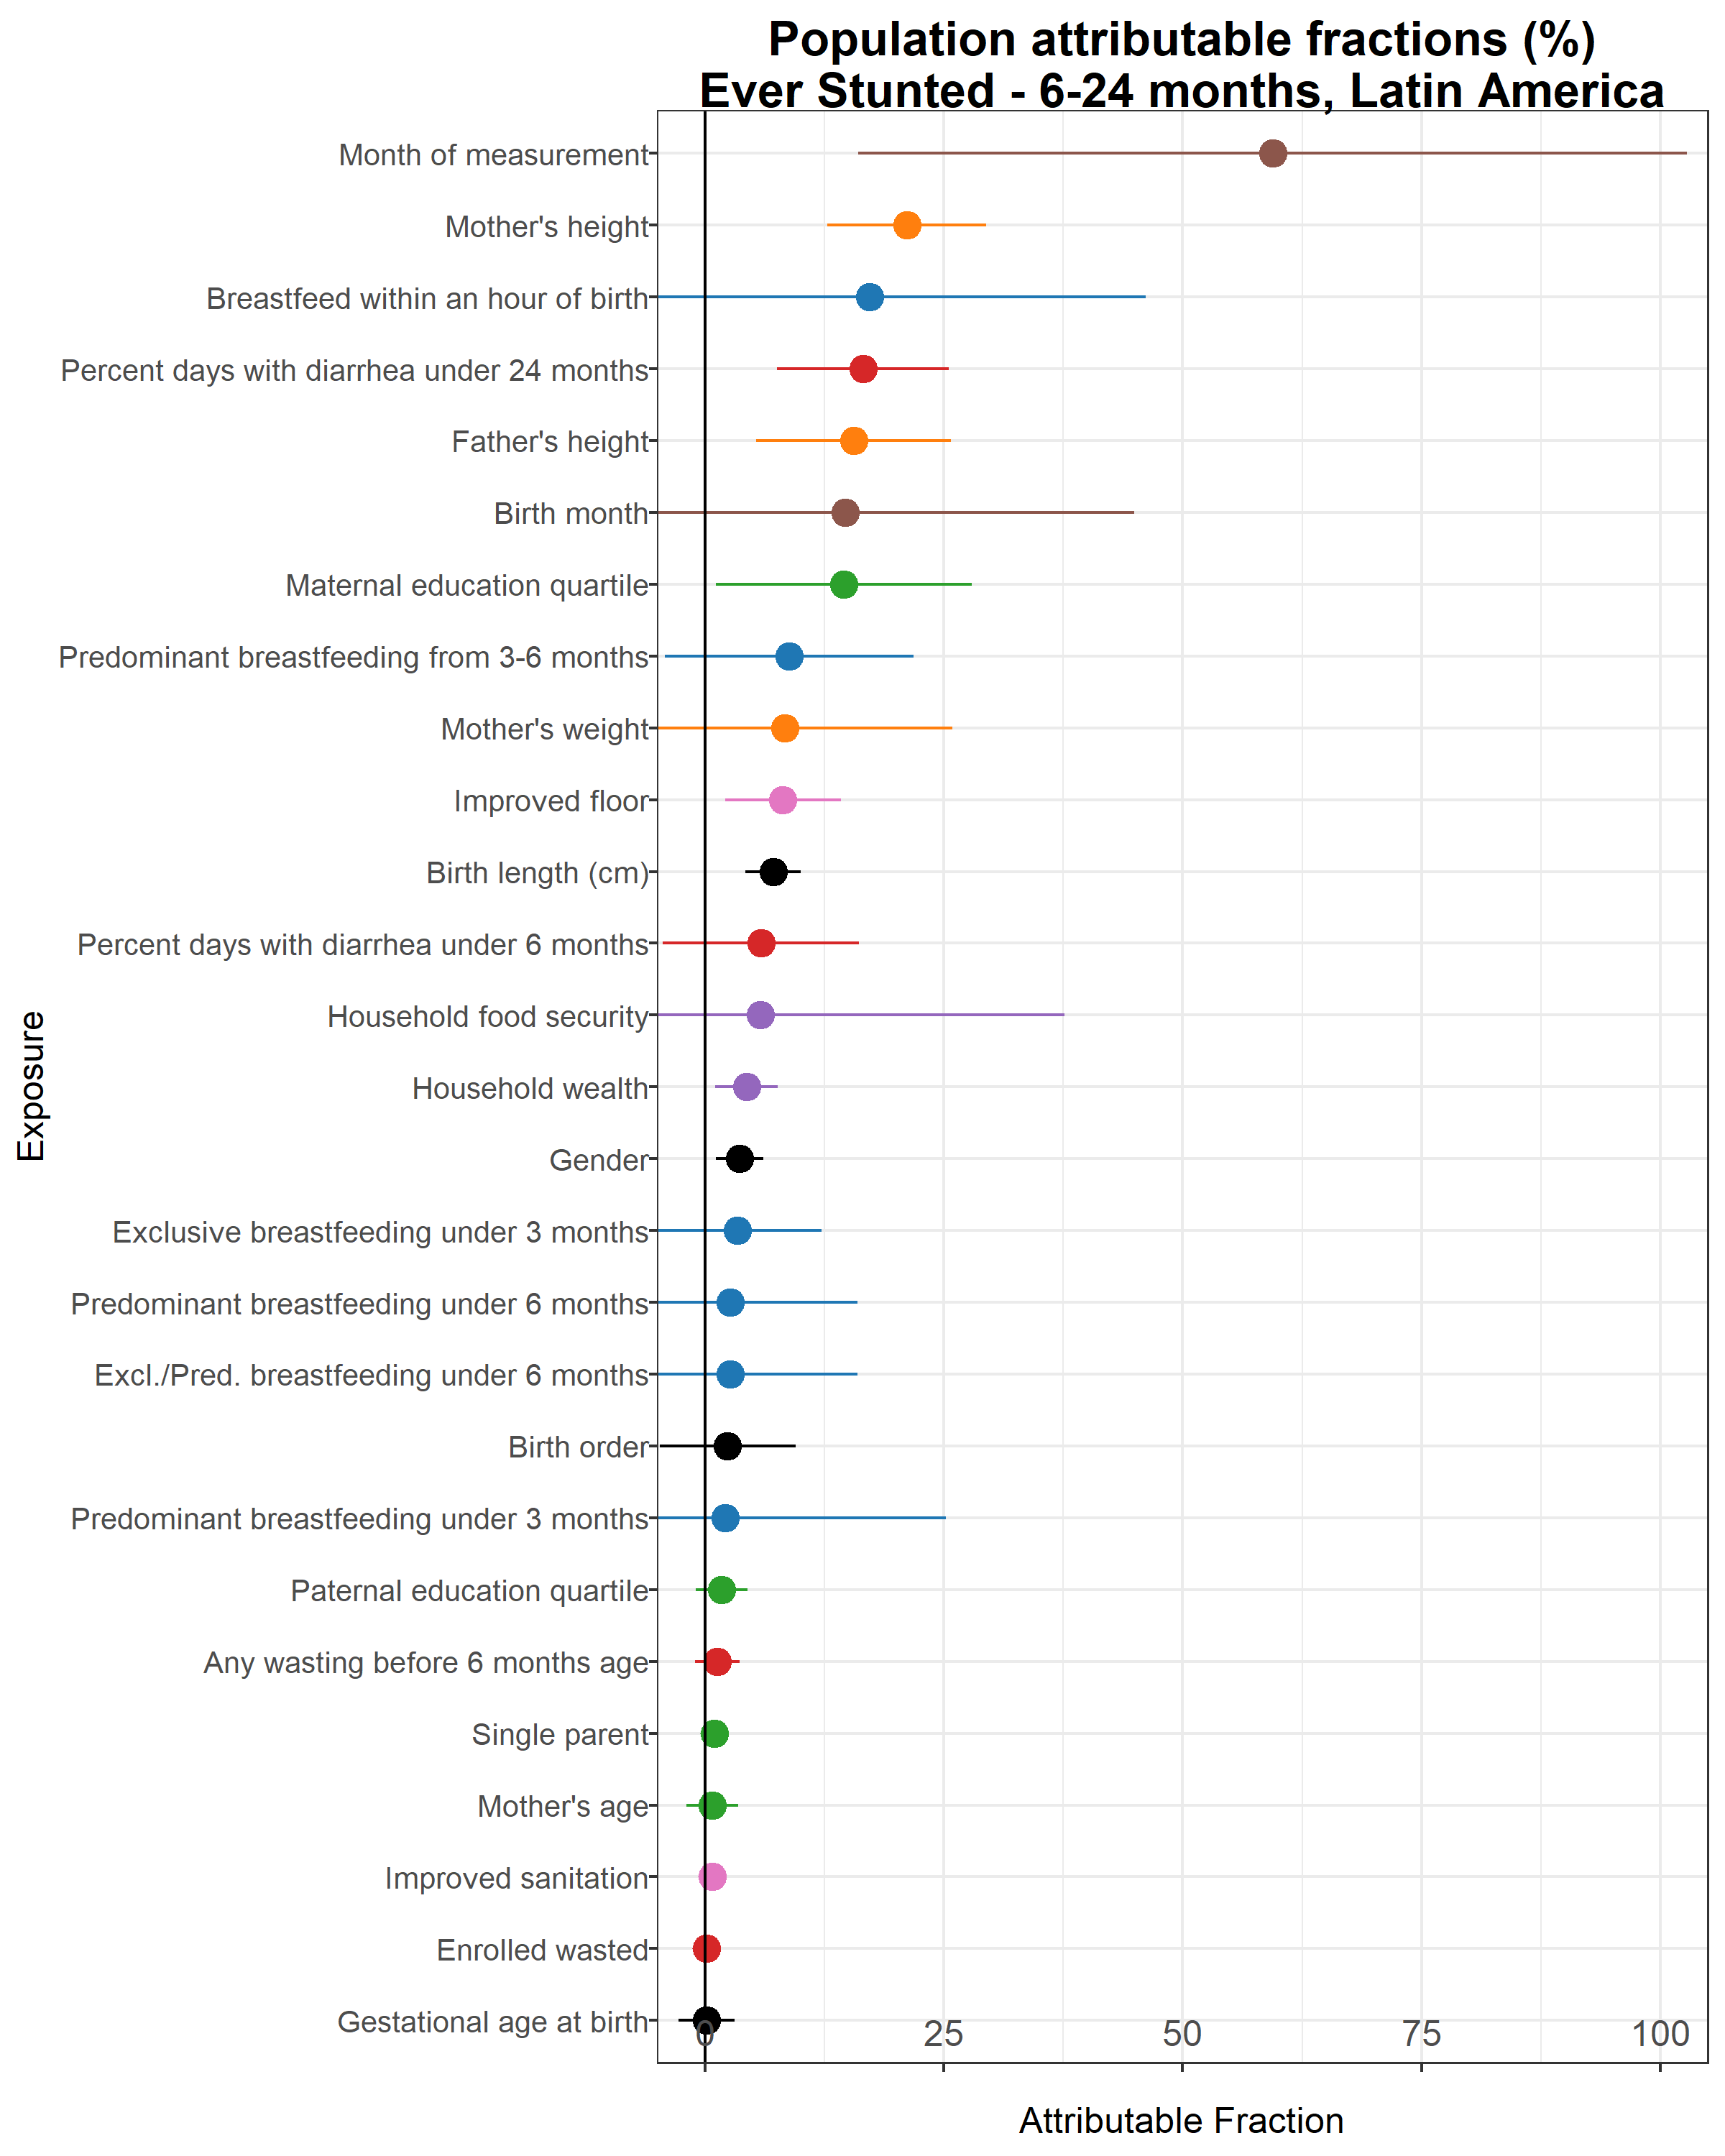 Population attributable fractions (%)
Ever Stunted - 6-24 months, Latin America
Month of measurement
Mother's height
Breastfeed within an hour of birth
Percent days with diarrhea under 24 months
Father's height
Birth month
Maternal education quartile
Predominant breastfeeding from 3-6 months
Mother's weight
Improved floor
Birth length (cm)
Percent days with diarrhea under 6 months
Household food security
Household wealth
Gender
Exclusive breastfeeding under 3 months
Predominant breastfeeding under 6 months
Excl./Pred. breastfeeding under 6 months
Birth order
Predominant breastfeeding under 3 months
Paternal education quartile
Any wasting before 6 months age
Single parent
Mother's age
Improved sanitation
Enrolled wasted
Gestational age at birth
Exposure
0 25 50 75 100
Attributable Fraction